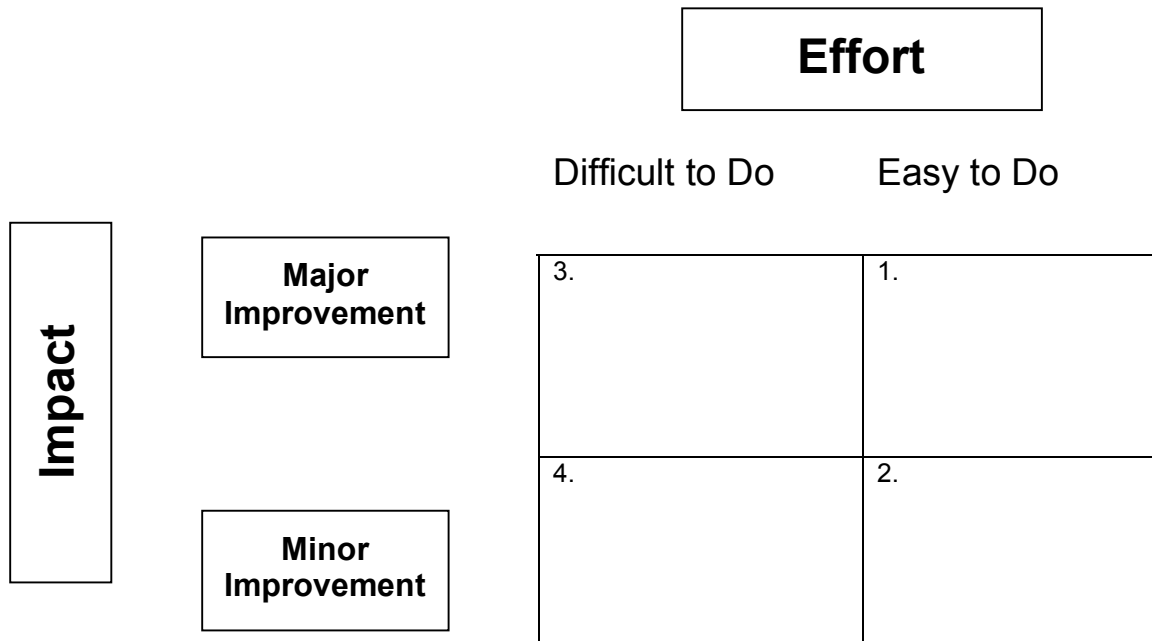 Effort
Difficult to Do Easy to Do
Impact
Major
Improvement
3. 1.
4. 2.
Minor
Improvement